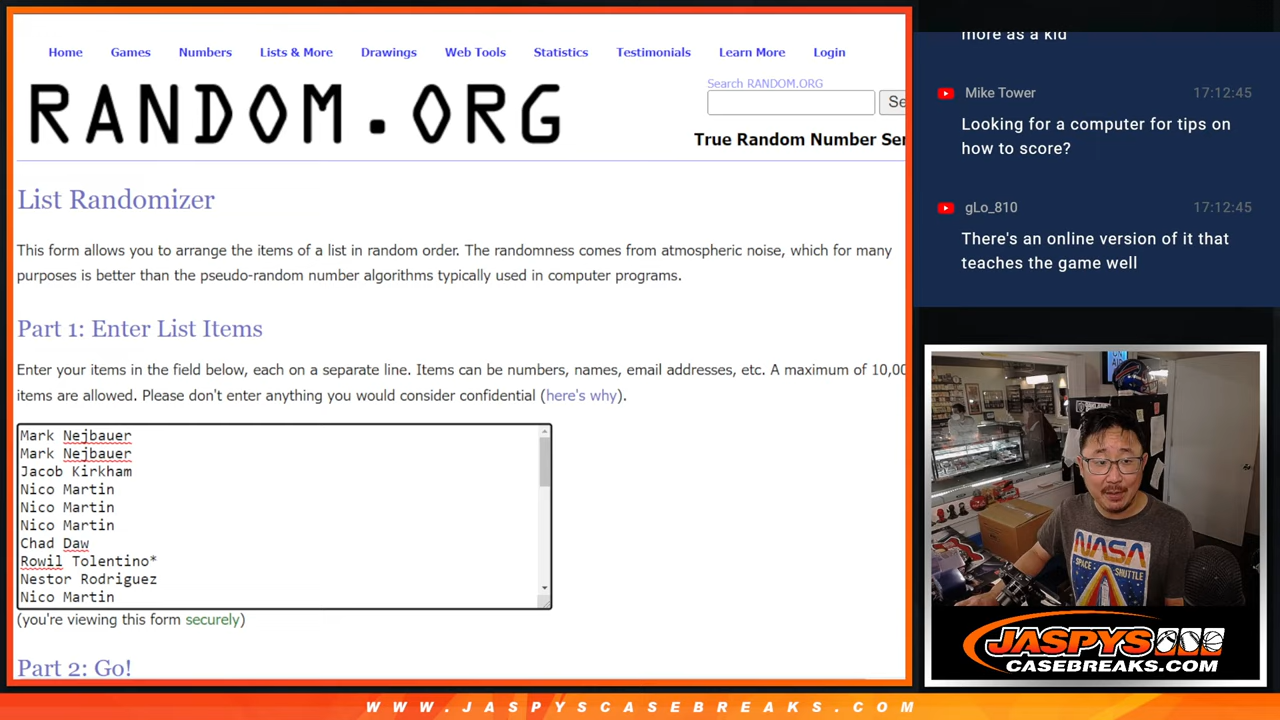 Home Games Numbers Lists & More Drawings Web Tools Statistics Testimonials Learn More Login
RANDOM.ORG
Search RANDOM.ORG
Se
True Random Number Ser
List Randomizer
This form allows you to arrange the items of a list in random order. The randomness comes from atmospheric noise, which for many
purposes is better than the pseudo-random number algorithms typically used in computer programs.
Part 1: Enter List Items
Enter your items in the field below, each on a separate line. Items can be numbers, names, email addresses, etc. A maximum of 10,00
items are allowed. Please don't enter anything you would consider confidential (here's why).
Mark Nejbauer
Mark Nejbauer
Jacob Kirkham
Nico Martin
Nico Martin
Nico Martin
Chad Daw
Rowil Tolentino*
Nestor Rodriguez
Nico Martin
(you're viewing this form securely)
Part 2: Go!
more as a kid
Mike Tower 17:12:45
Looking for a computer for tips on
how to score?
gLo_810 17:12:45
There's an online version of it that
teaches the game well
NASA
SPACE SHUTTLE
JASPYS
CASEBREAKS.COM
WWW.JASPYSCASEBREAKS.COM